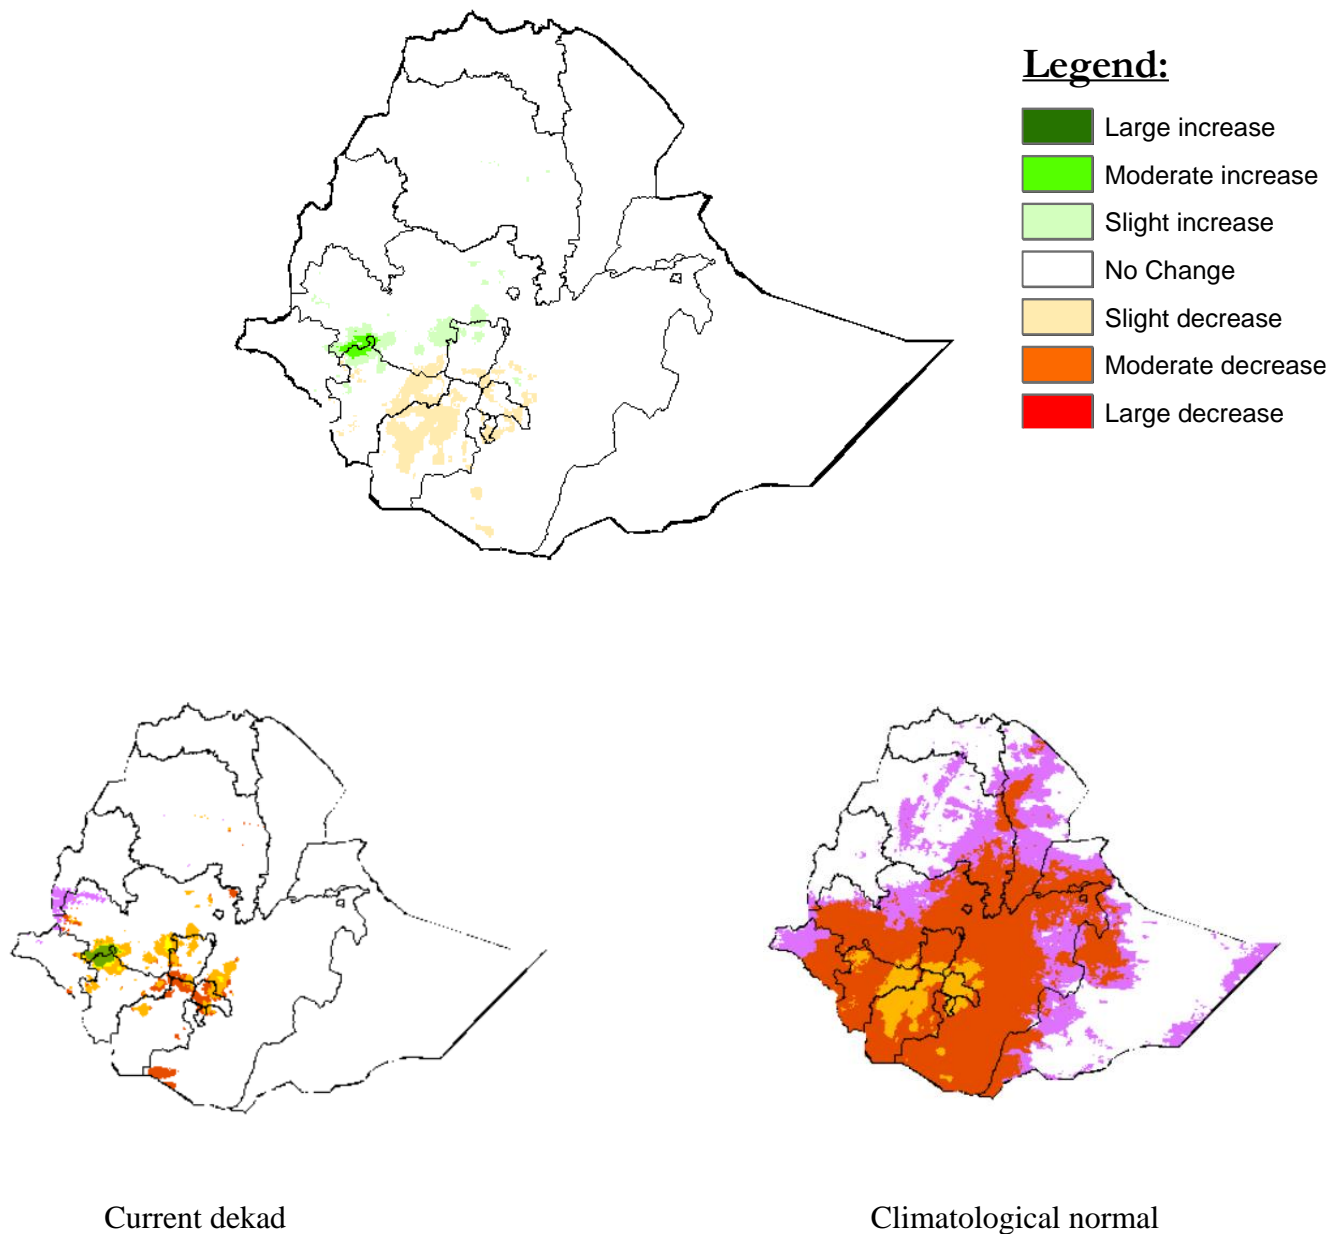 Legend:
Large increase
Moderate increase
Slight increase
No Change
Slight decrease
Moderate decrease
Large decrease
Current dekad
Climatological normal